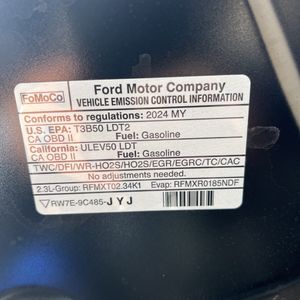 FoMoCo
Ford Motor Company
VEHICLE EMISSION CONTROL INFORMATION
Conforms to regulations: 2024 MY
U.S. EPA: T3B50 LDT2
CA OBD II Fuel: Gasoline
California: ULEV50 LDT
CA OBD II Fuel: Gasoline
TWC/DFI/WR-HO2S/HO2S/EGR/EGRC/TC/CAC
No adjustments needed.
2.3L-Group: RFMXT02.34K1 Evap: RFMXR0185NDF
RW7E-9C485-JYJ